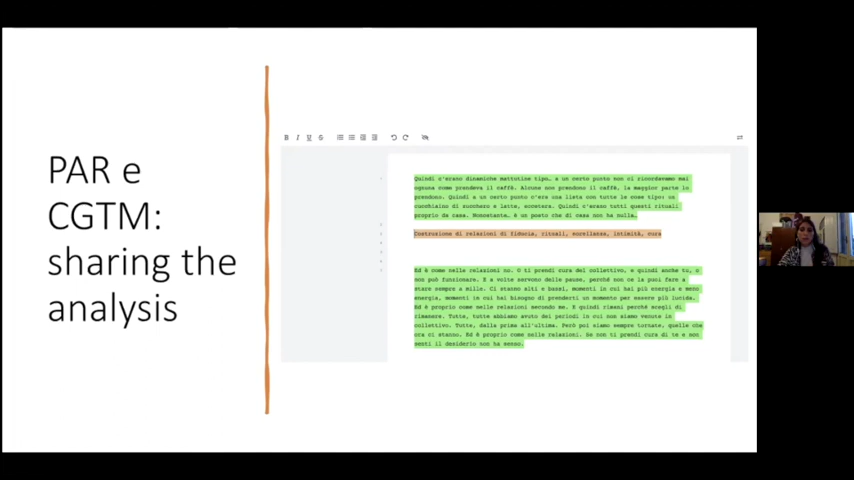 PAR e
CGTM:
sharing the
analysis
B I U S
Quindi c'erano dinamiche mattutine tipo… a un certo punto non ci ricordavamo mai
ognuna come prendeva il caffè. Alcune non prendono il caffè, la maggior parte lo
prendono. Quindi a un certo punto c'era una lista con tutte le cose tipo: un
cucchiaino di zucchero e latte, eccetera. Quindi c'erano tutti questi rituali
proprio da casa. Nonostante… è un posto che di casa non ha nulla…
Costruzione di relazioni di fiducia, rituali, sorellanza, intimità, cura
Ed è come nelle relazioni no. O ti prendi cura del collettivo, e quindi anche tu, o
non può funzionare. E a volte servono delle pause, perché non ce la puoi fare a
stare sempre a mille. Ci stanno alti e bassi, momenti in cui hai più energia e meno
energia, momenti in cui hai bisogno di prenderti un momento per essere più lucida.
Ed è proprio come nelle relazioni secondo me. E quindi rimani perché scegli di
rimanere. Tutte, tutte abbiamo avuto dei periodi in cui non siamo venute in
collettivo. Tutte, dalla prima all'ultima. Però poi siamo sempre tornate, quelle che
ora ci stanno. Ed è proprio come nelle relazioni. Se non ti prendi cura di te e non
senti il desiderio non ha senso.